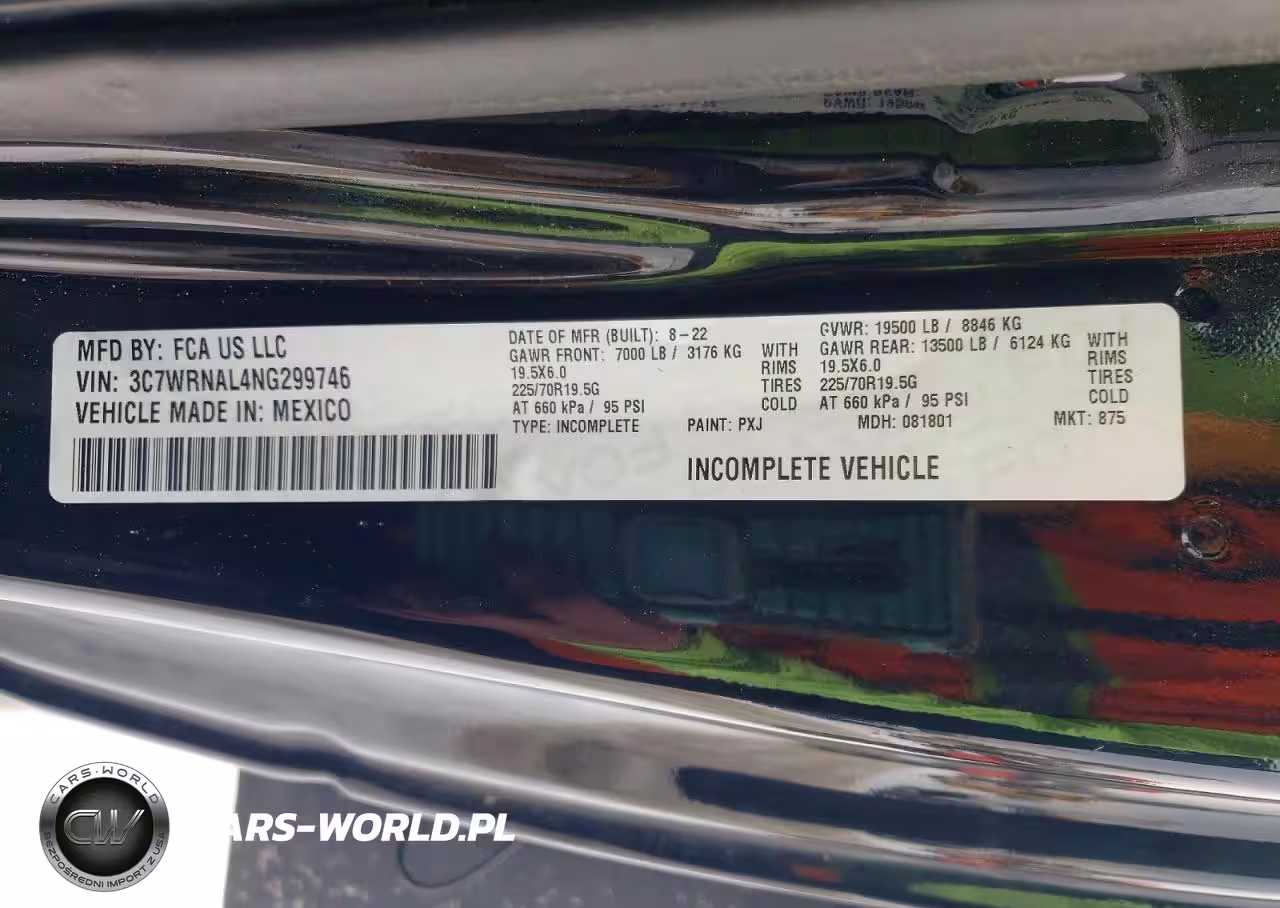 MFD BY: FCA US LLC
VIN: 3C7WRNAL4NG299746
VEHICLE MADE IN: MEXICO
DATE OF MFR (BUILT): 8-22
GAWR FRONT: 7000 LB / 3176 KG WITH
19.5X6.0 RIMS
225/70R19.5G TIRES
AT 660 kPa / 95 PSI COLD
TYPE: INCOMPLETE
GVWR: 19500 LB / 8846 KG
GAWR REAR: 13500 LB / 6124 KG WITH
19.5X6.0 RIMS
225/70R19.5G TIRES
AT 660 kPa / 95 PSI COLD
PAINT: PXJ MDH: 081801 MKT: 875
INCOMPLETE VEHICLE
CARS-WORLD
CW
BEZPOŚREDNI IMPORT Z USA
CARS-WORLD.PL